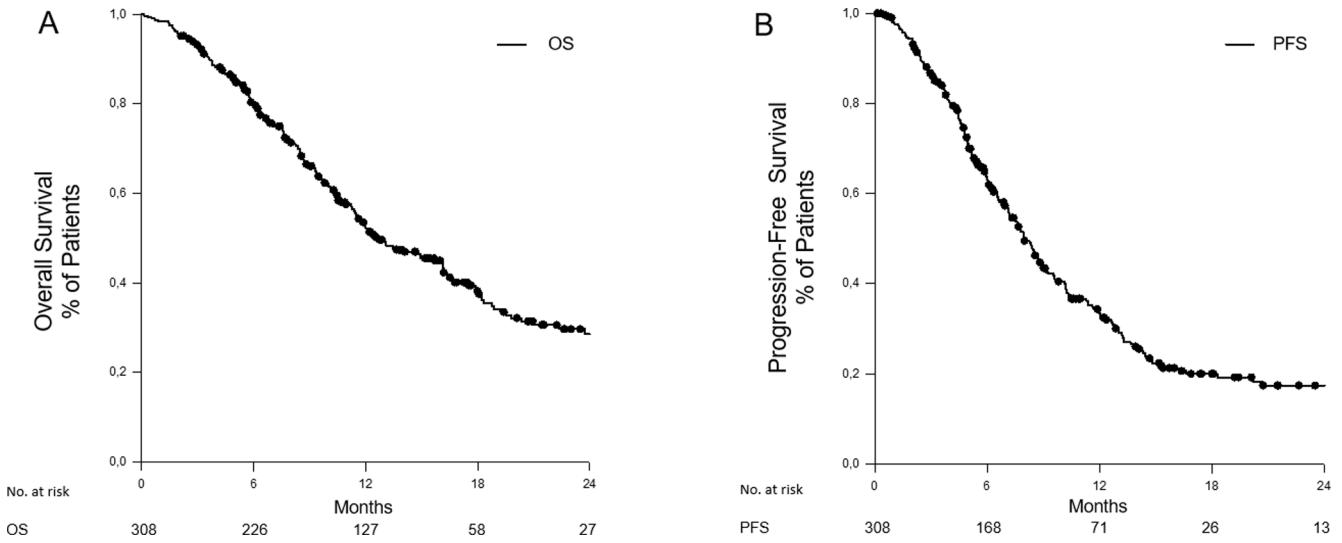 A
OS
Overall Survival
% of Patients
1,0
0,8
0,6
0,4
0,2
0,0
0 6 12 18 24
Months
No. at risk
OS 308 226 127 58 27
B
PFS
Progression-Free Survival
% of Patients
1,0
0,8
0,6
0,4
0,2
0,0
0 6 12 18 24
Months
No. at risk
PFS 308 168 71 26 13